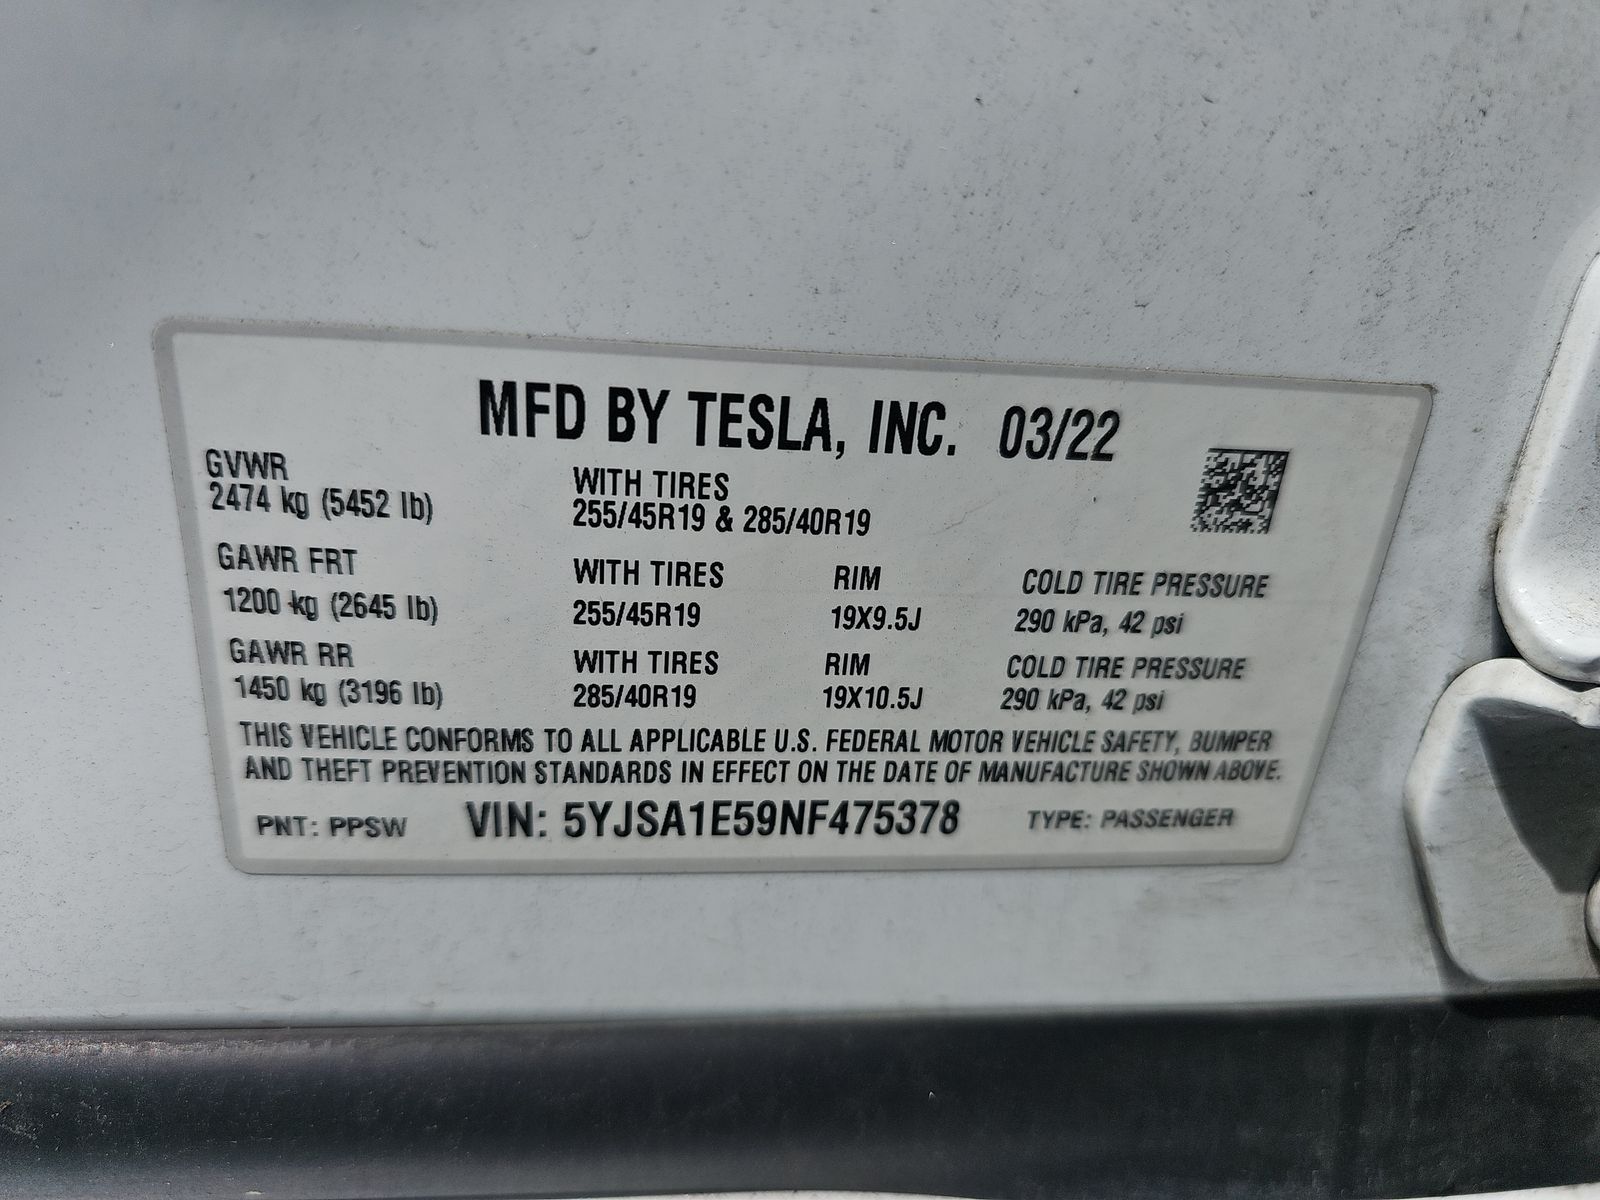 MFD BY TESLA, INC. 03/22
GVWR
2474 kg (5452 lb)
WITH TIRES
255/45R19 & 285/40R19
GAWR FRT
1200 kg (2645 lb)
WITH TIRES
255/45R19
RIM
19X9.5J
COLD TIRE PRESSURE
290 kPa, 42 psi
GAWR RR
1450 kg (3196 lb)
WITH TIRES
285/40R19
RIM
19X10.5J
COLD TIRE PRESSURE
290 kPa, 42 psi
THIS VEHICLE CONFORMS TO ALL APPLICABLE U.S. FEDERAL MOTOR VEHICLE SAFETY, BUMPER
AND THEFT PREVENTION STANDARDS IN EFFECT ON THE DATE OF MANUFACTURE SHOWN ABOVE.
PNT: PPSW VIN: 5YJSA1E59NF475378 TYPE: PASSENGER